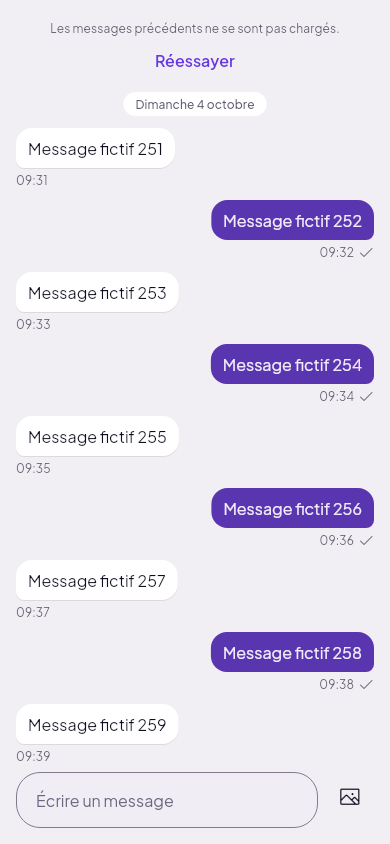 Les messages précédents ne se sont pas chargés.
Réessayer
Dimanche 4 octobre
Message fictif 251
09:31
Message fictif 252
09:32
Message fictif 253
09:33
Message fictif 254
09:34
Message fictif 255
09:35
Message fictif 256
09:36
Message fictif 257
09:37
Message fictif 258
09:38
Message fictif 259
09:39
Écrire un message